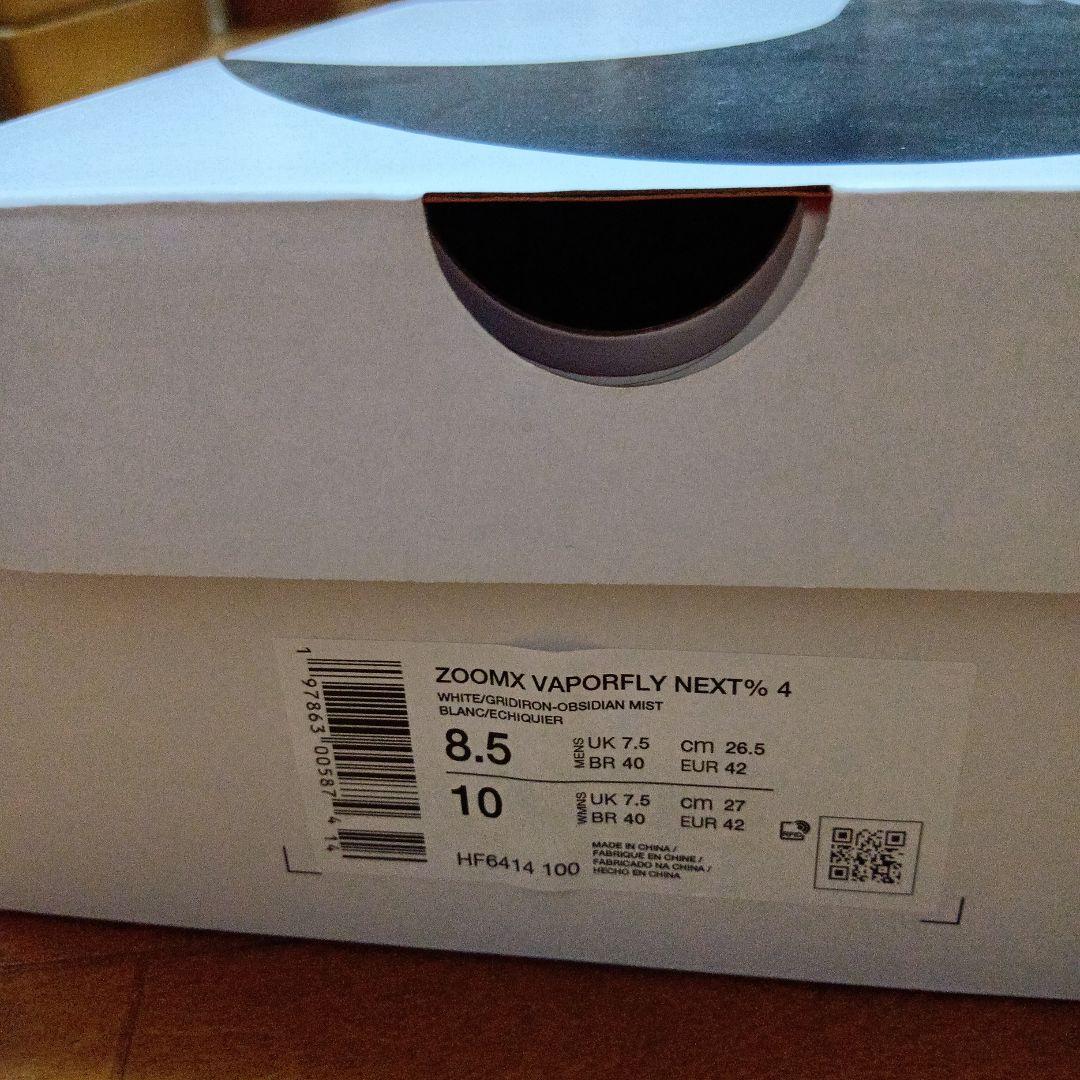 ZOOMX VAPORFLY NEXT% 4
WHITE/GRIDIRON-OBSIDIAN MIST
BLANC/ECHIQUIER
8.5 MENS UK 7.5 cm 26.5
BR 40 EUR 42
10 WMNS UK 7.5 cm 27
BR 40 EUR 42
HF6414 100
MADE IN CHINA /
FABRIQUE EN CHINE /
FABRICADO NA CHINA /
HECHO EN CHINA
RFID
1 97863 00587 4 14